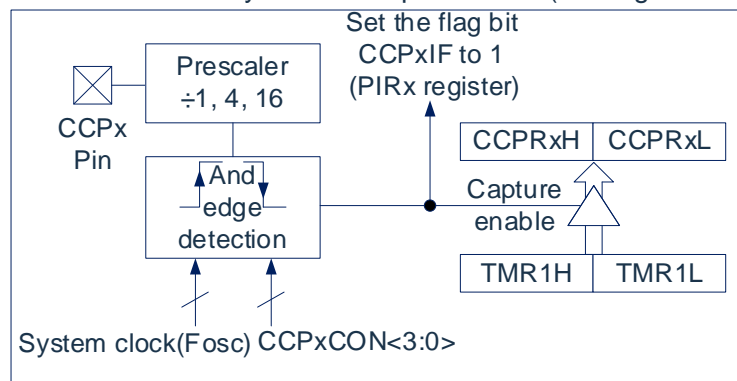 Set the flag bit
CCPxIF to 1
(PIRx register)
Prescaler
÷1, 4, 16
CCPx
Pin
And
edge
detection
CCPRxH CCPRxL
Capture
enable
TMR1H TMR1L
System clock(Fosc) CCPxCON<3:0>